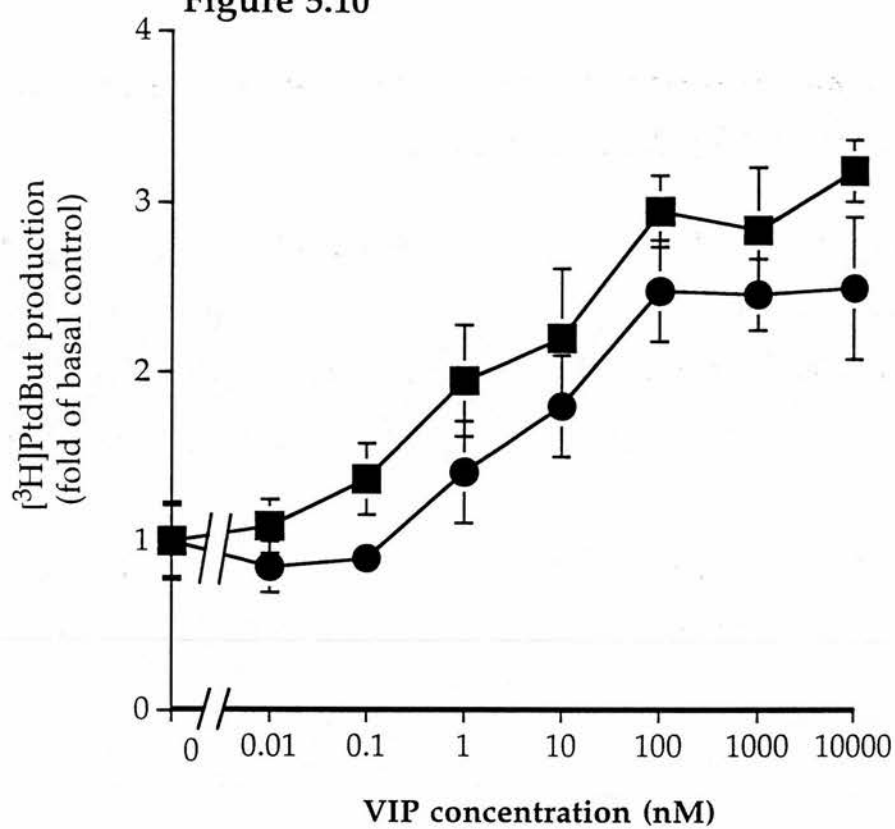 Figure 5.10
4
3
2
1
0
[³H]PtdBut production
(fold of basal control)
0 0.01 0.1 1 10 100 1000 10000
VIP concentration (nM)